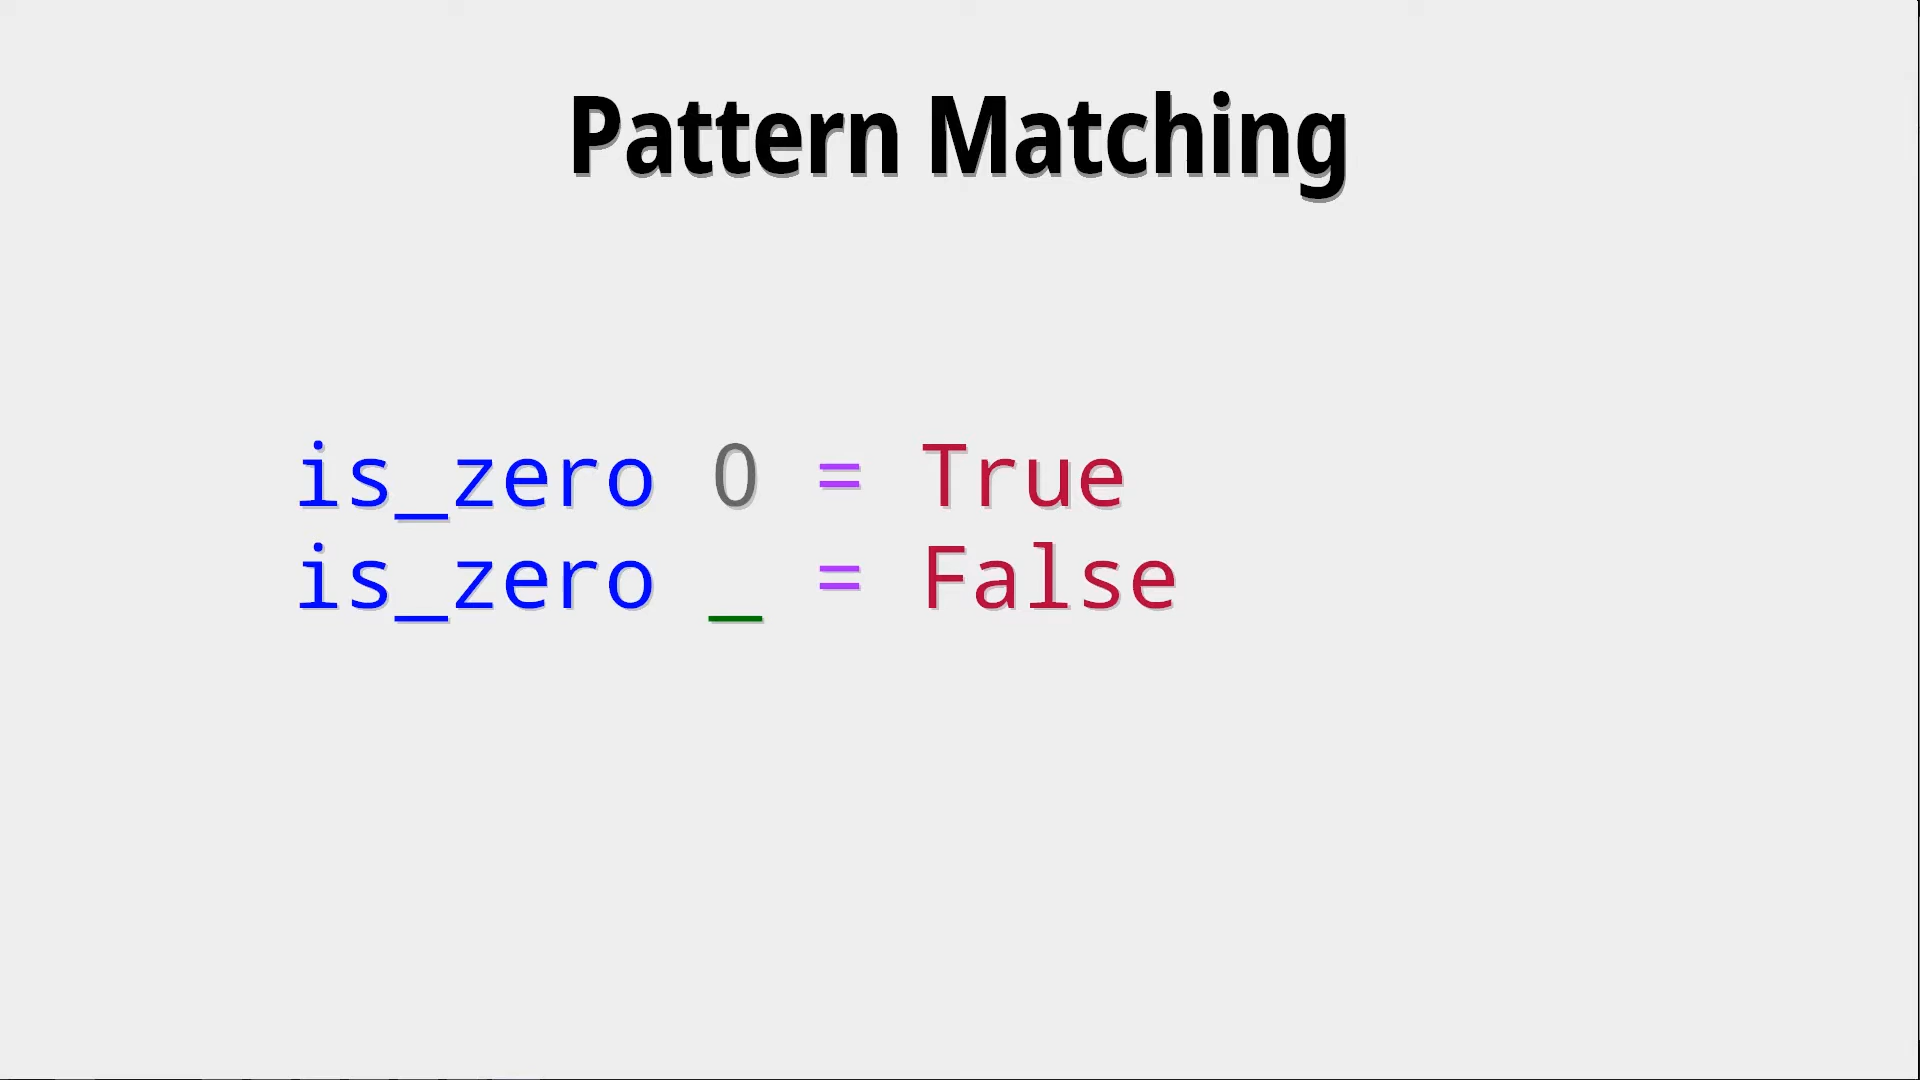 Pattern Matching
is_zero 0 = True
is_zero _ = False